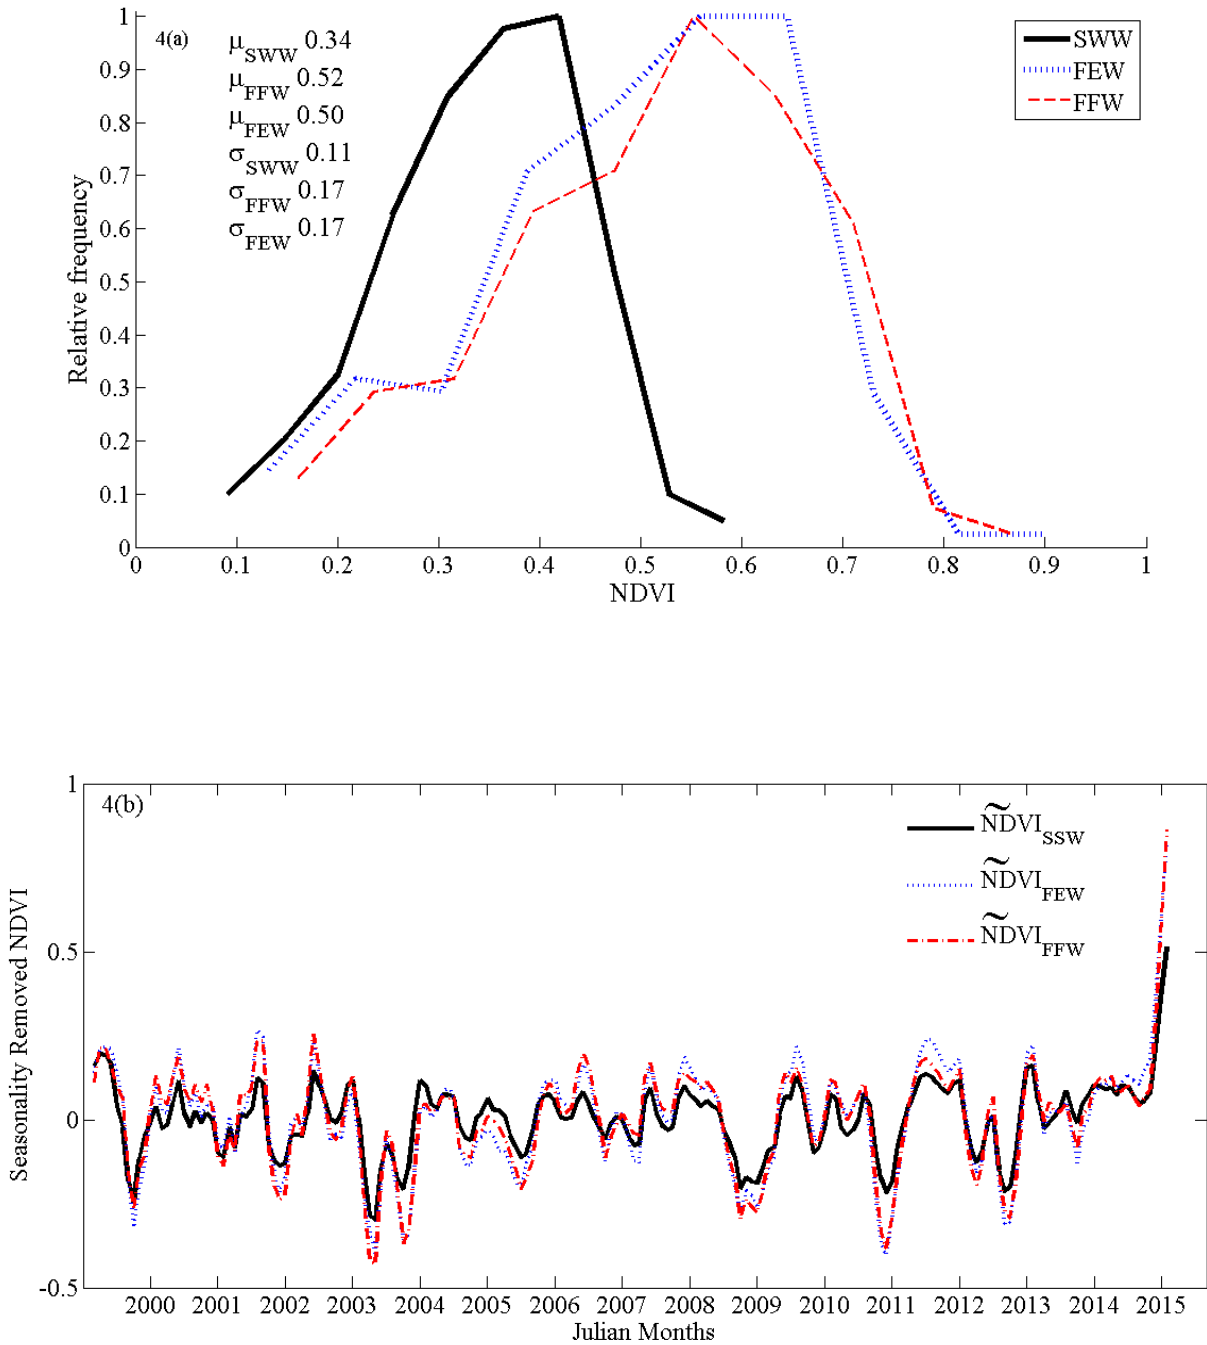 4(a)
μSWW 0.34
μFFW 0.52
μFEW 0.50
σSWW 0.11
σFFW 0.17
σFEW 0.17
SWW
FEW
FFW
Relative frequency
1
0.9
0.8
0.7
0.6
0.5
0.4
0.3
0.2
0.1
0
0 0.1 0.2 0.3 0.4 0.5 0.6 0.7 0.8 0.9 1
NDVI
4(b)
ÑDVISSW
ÑDVIFEW
ÑDVIFFW
Seasonality Removed NDVI
1
0.5
0
-0.5
2000 2001 2002 2003 2004 2005 2006 2007 2008 2009 2010 2011 2012 2013 2014 2015
Julian Months